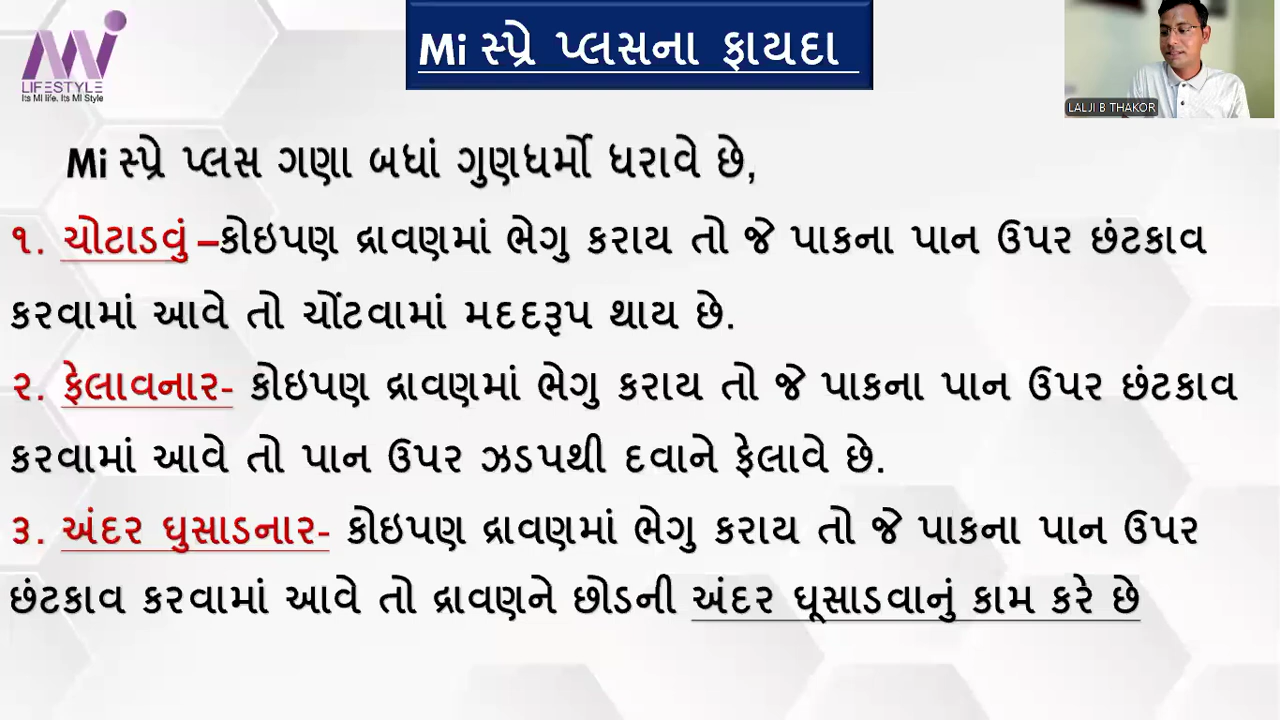 Mi
LIFESTYLE
Its MI life. Its MI Style
Mi સ્પ્રે પ્લસના ફાયદા
LALJI B THAKOR
Mi સ્પ્રે પ્લસ ગણા બધાં ગુણધર્મો ધરાવે છે,
૧. ચોટાડવું –કોઇપણ દ્રાવણમાં ભેગુ કરાય તો જે પાકના પાન ઉપર છંટકાવ
કરવામાં આવે તો ચોંટવામાં મદદરૂપ થાય છે.
૨. ફેલાવનાર- કોઇપણ દ્રાવણમાં ભેગુ કરાય તો જે પાકના પાન ઉપર છંટકાવ
કરવામાં આવે તો પાન ઉપર ઝડપથી દવાને ફેલાવે છે.
૩. અંદર ઘુસાડનાર- કોઇપણ દ્રાવણમાં ભેગુ કરાય તો જે પાકના પાન ઉપર
છંટકાવ કરવામાં આવે તો દ્રાવણને છોડની અંદર ઘૂસાડવાનું કામ કરે છે